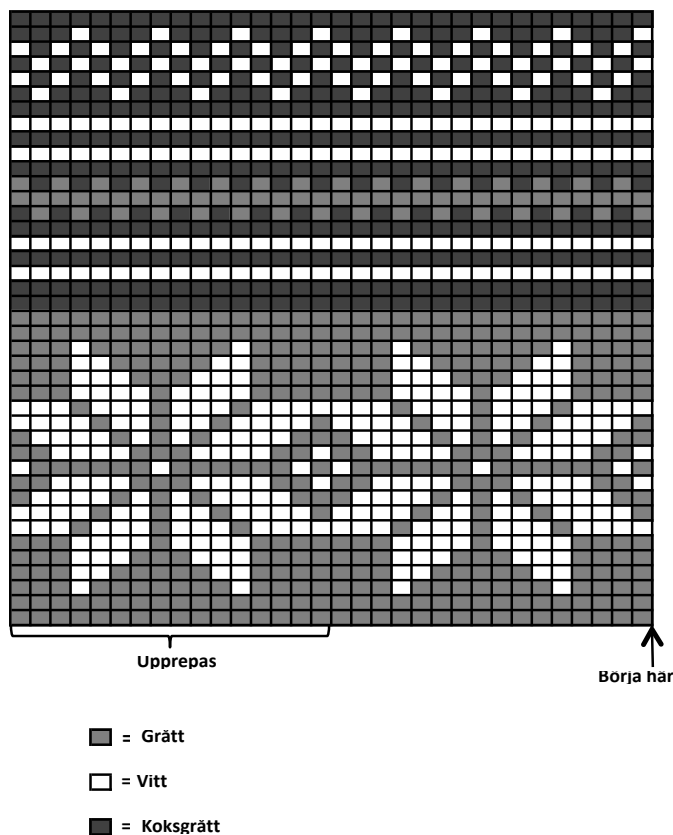 Upprepas
Börja här
= Grått
= Vitt
= Koksgrått